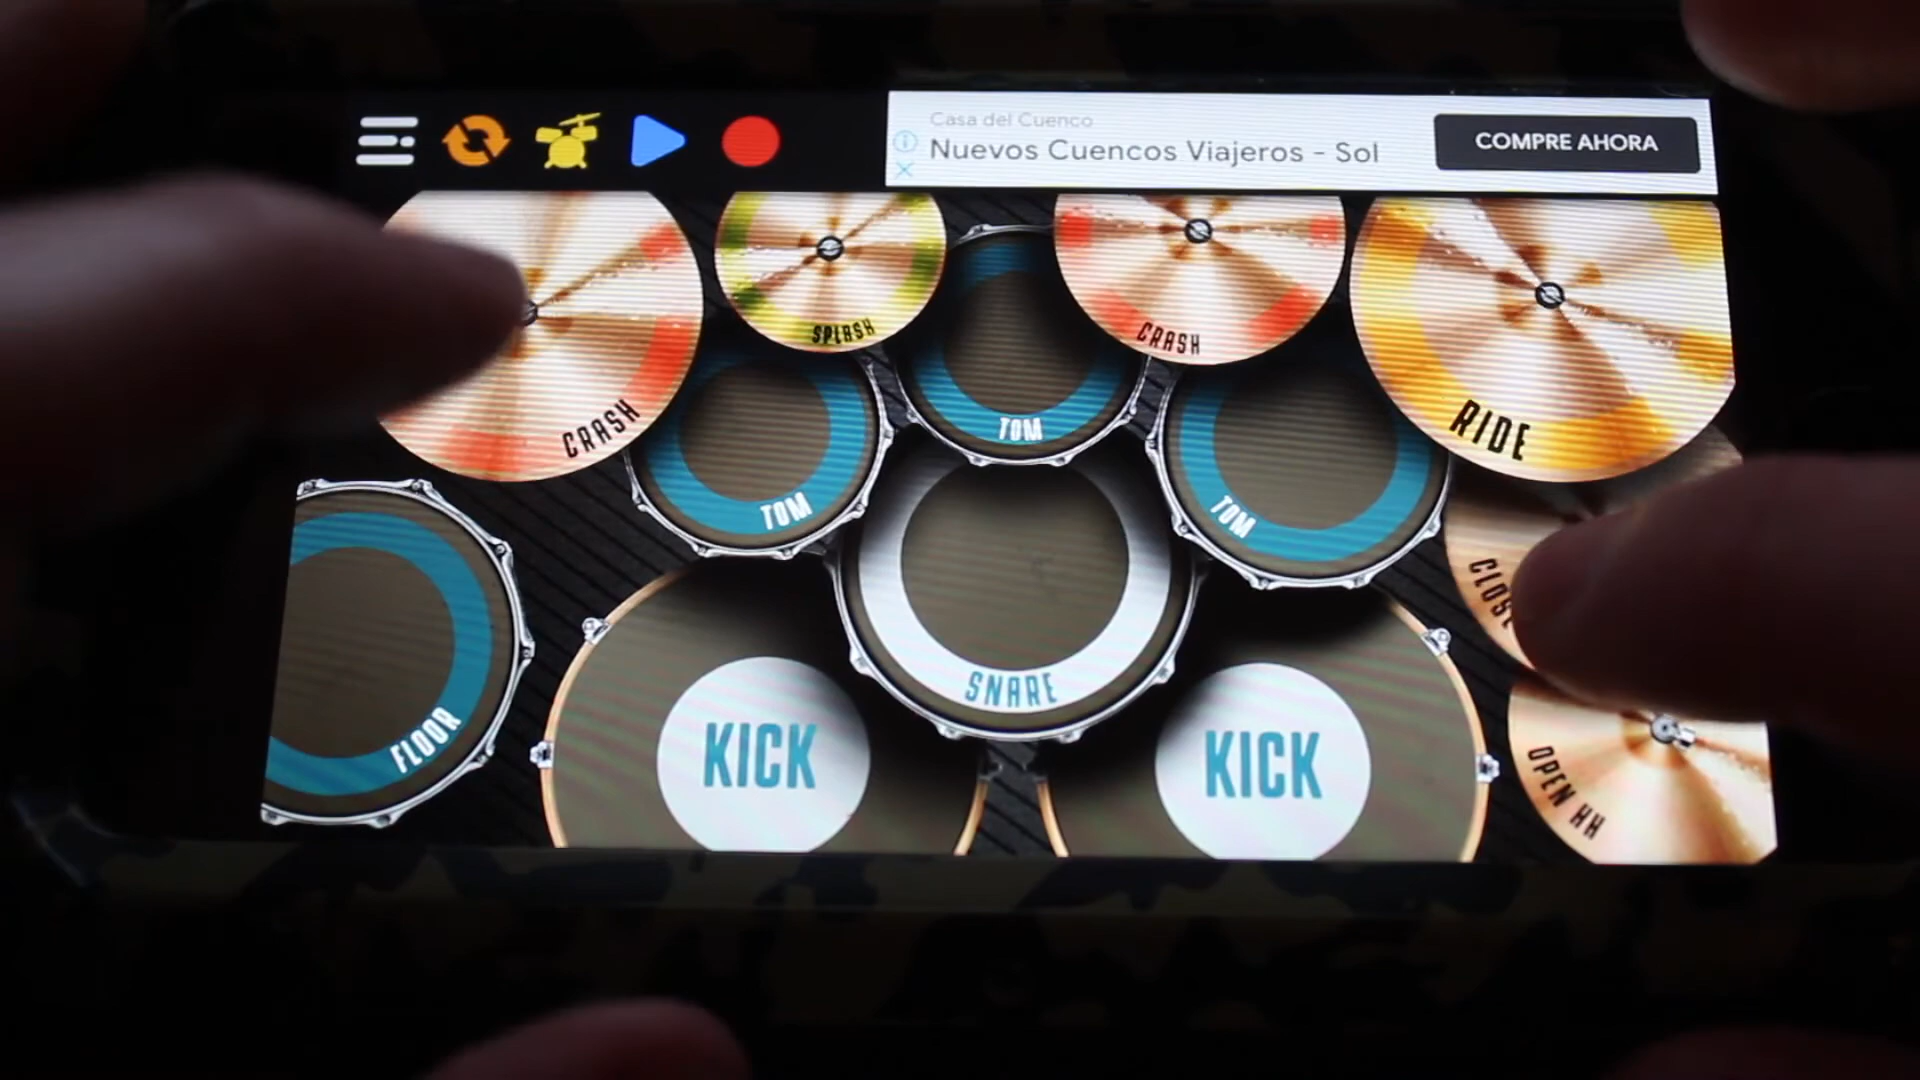 Casa del Cuenco
Nuevos Cuencos Viajeros - Sol
COMPRE AHORA
CRASH
SPLASH
CRASH
RIDE
TOM
TOM
TOM
FLOOR
SNARE
KICK
KICK
OPEN HH